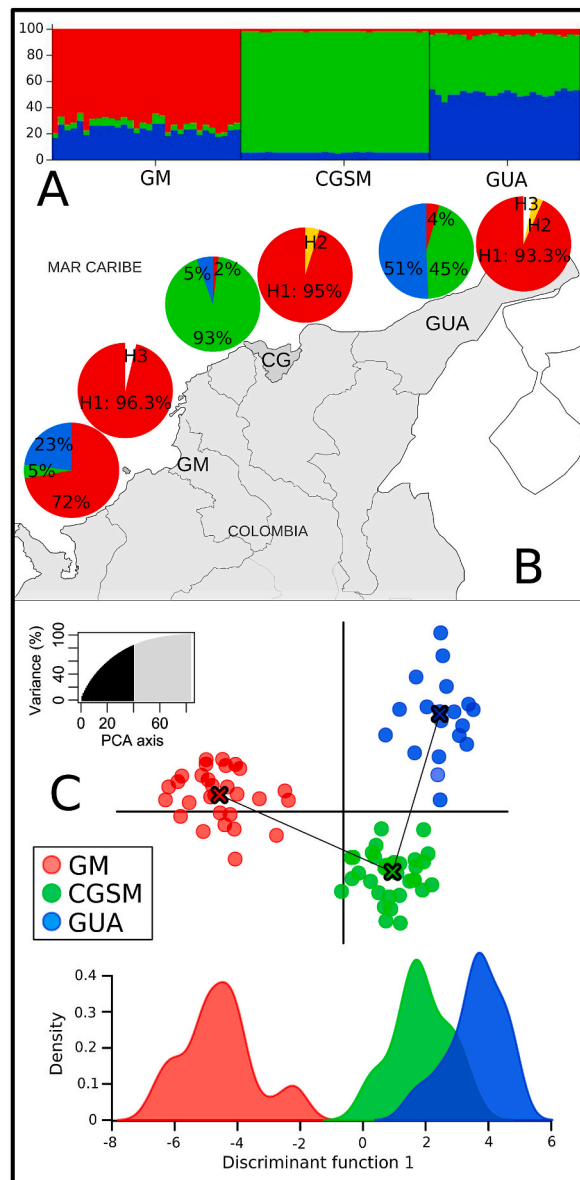 100
80
60
40
20
0
GM CGSM GUA
A
MAR CARIBE
5% 2%
93%
H2
H1: 95%
4%
51% 45%
H3
H2
H1: 93.3%
GUA
CG
H3
H1: 96.3%
23%
5%
72%
GM
COLOMBIA
B
Variance (%)
0 40 100
0 20 40 60 80
PCA axis
C
GM
CGSM
GUA
Density
0.4
0.3
0.2
0.1
0
-8 -6 -4 -2 0 2 4 6
Discriminant function 1